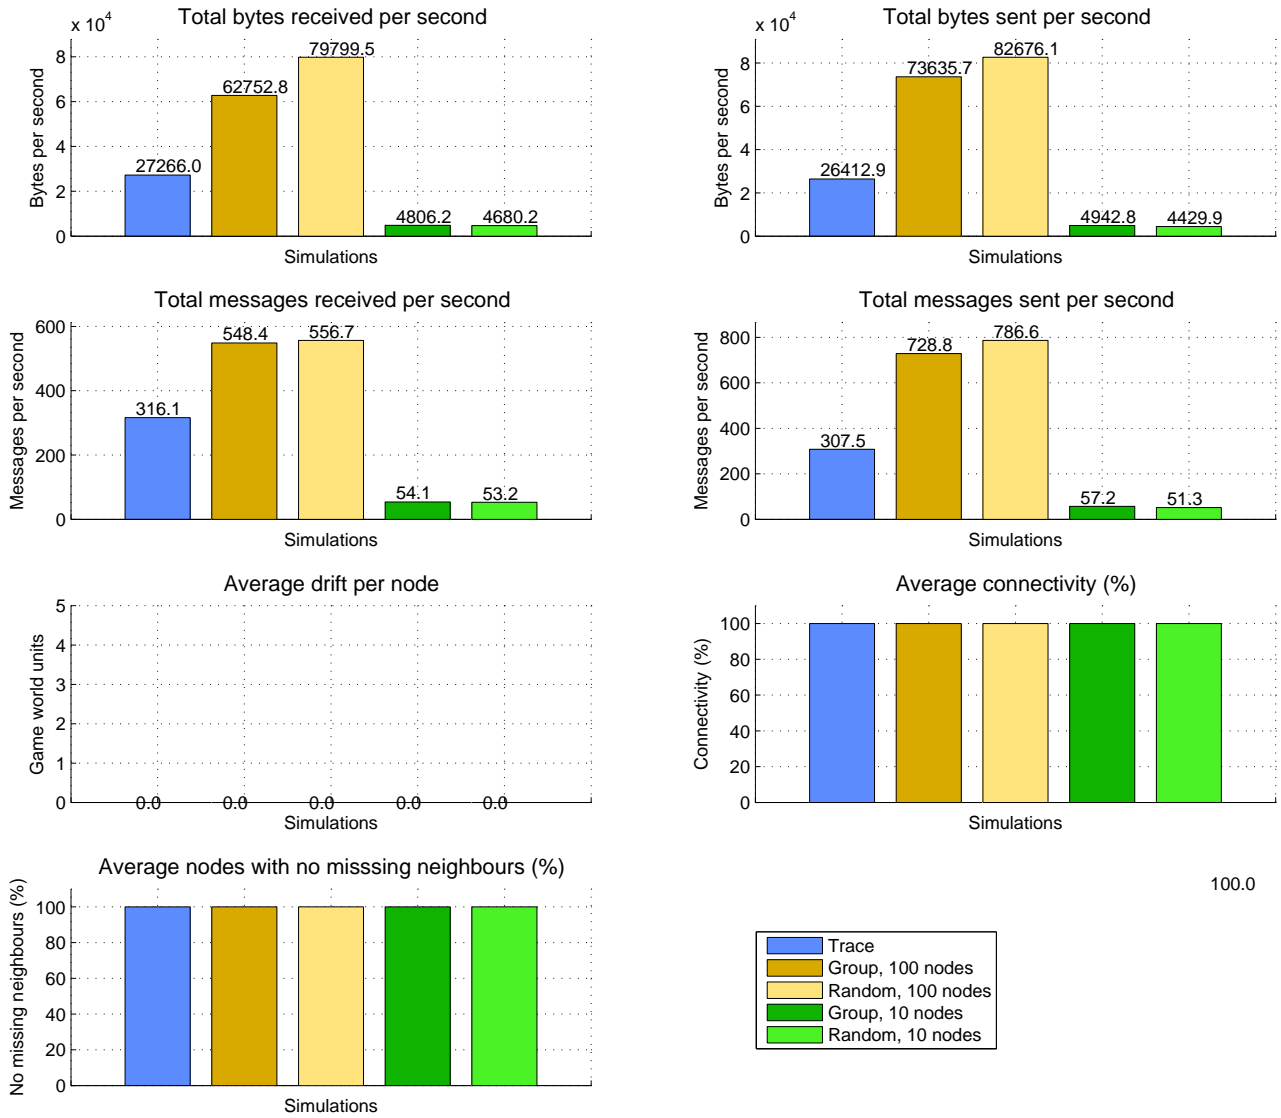 Total bytes received per second
x 10^4
Bytes per second
8
6
4
2
0
27266.0
62752.8
79799.5
4806.2
4680.2
Simulations
Total bytes sent per second
x 10^4
Bytes per second
8
6
4
2
0
26412.9
73635.7
82676.1
4942.8
4429.9
Simulations
Total messages received per second
Messages per second
600
400
200
0
316.1
548.4
556.7
54.1
53.2
Simulations
Total messages sent per second
Messages per second
800
600
400
200
0
307.5
728.8
786.6
57.2
51.3
Simulations
Average drift per node
Game world units
5
4
3
2
1
0
0.0
0.0
0.0
0.0
0.0
Simulations
Average connectivity (%)
Connectivity (%)
100
80
60
40
20
0
Simulations
Average nodes with no misssing neighbours (%)
No missing neighbours (%)
100
80
60
40
20
0
Simulations
100.0
Trace
Group, 100 nodes
Random, 100 nodes
Group, 10 nodes
Random, 10 nodes